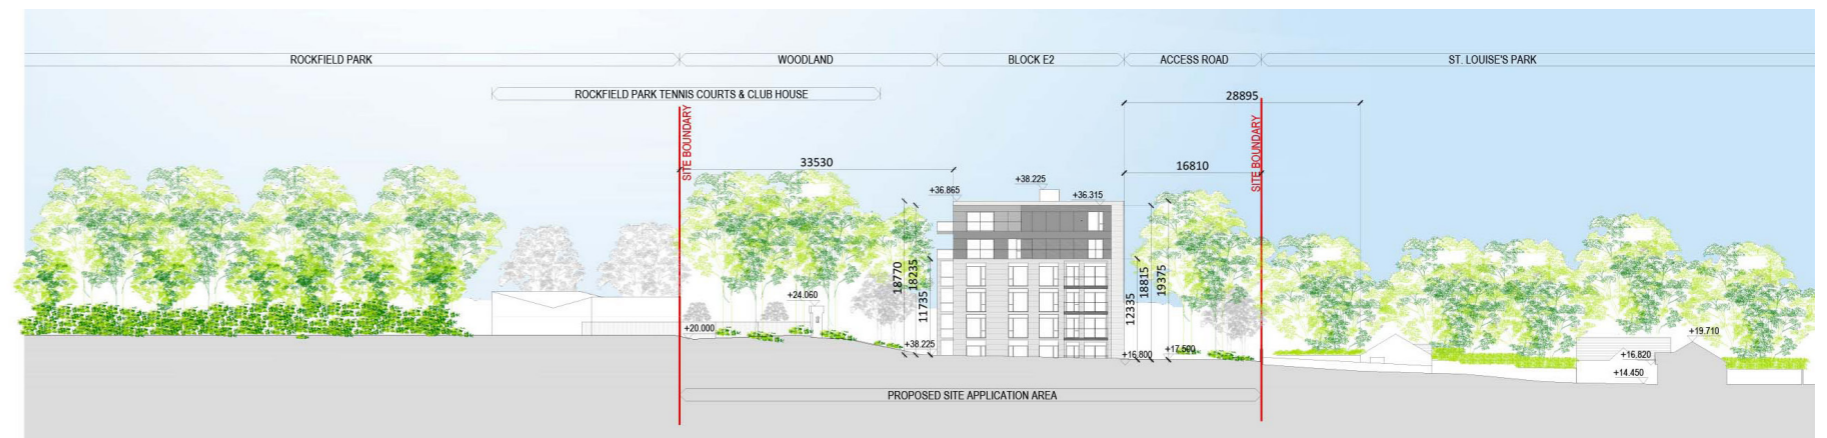 ROCKFIELD PARK
WOODLAND
BLOCK E2
ACCESS ROAD
ST. LOUISE'S PARK
ROCKFIELD PARK TENNIS COURTS & CLUB HOUSE
28895
SITE BOUNDARY
SITE BOUNDARY
33530
16810
+36.865
+38.225
+36.315
18770
18235
11735
12335
18815
19375
+24.060
+20.000
+38.225
+16.800
+17.500
+19.710
+16.820
+14.450
PROPOSED SITE APPLICATION AREA